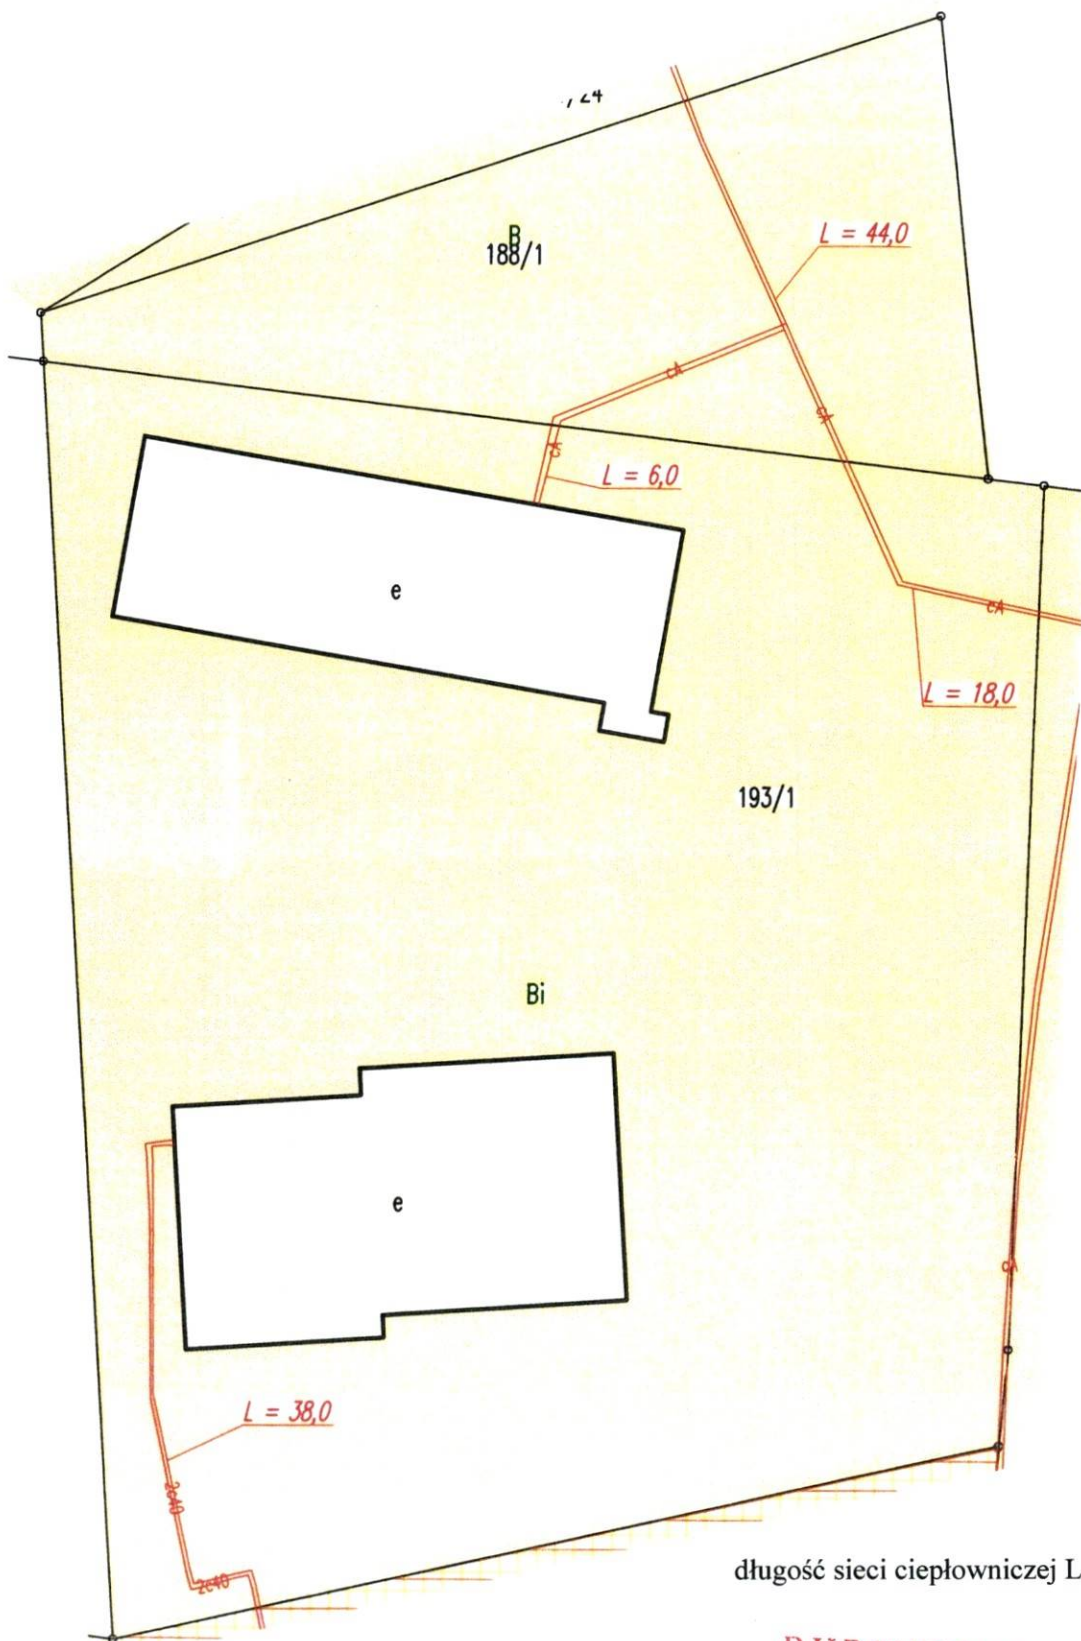 , 24
B
188/1
L = 44,0
cA
cA
cA
L = 6,0
e
cA
L = 18,0
193/1
Bi
e
cA
L = 38,0
2c40
2c40
długość sieci ciepłowniczej L